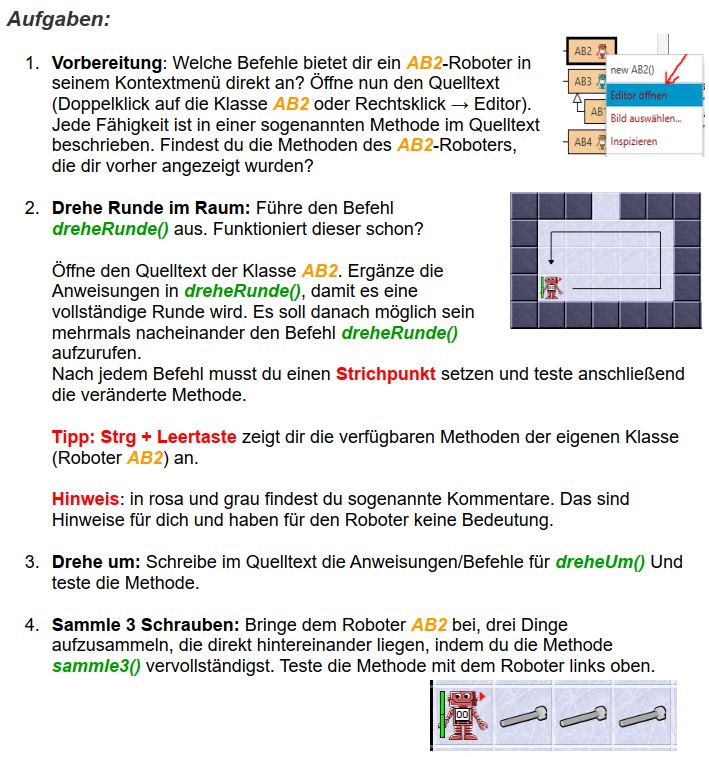 Aufgaben:
1. Vorbereitung: Welche Befehle bietet dir ein AB2-Roboter in
seinem Kontextmenü direkt an? Öffne nun den Quelltext
(Doppelklick auf die Klasse AB2 oder Rechtsklick → Editor).
Jede Fähigkeit ist in einer sogenannten Methode im Quelltext
beschrieben. Findest du die Methoden des AB2-Roboters,
die dir vorher angezeigt wurden?
AB2
AB3
AB
AB4
new AB2()
Editor öffnen
Bild auswählen...
Inspizieren
2. Drehe Runde im Raum: Führe den Befehl
dreheRunde() aus. Funktioniert dieser schon?
Öffne den Quelltext der Klasse AB2. Ergänze die
Anweisungen in dreheRunde(), damit es eine
vollständige Runde wird. Es soll danach möglich sein
mehrmals nacheinander den Befehl dreheRunde()
aufzurufen.
Nach jedem Befehl musst du einen Strichpunkt setzen und teste anschließend
die veränderte Methode.
Tipp: Strg + Leertaste zeigt dir die verfügbaren Methoden der eigenen Klasse
(Roboter AB2) an.
Hinweis: in rosa und grau findest du sogenannte Kommentare. Das sind
Hinweise für dich und haben für den Roboter keine Bedeutung.
3. Drehe um: Schreibe im Quelltext die Anweisungen/Befehle für dreheUm() Und
teste die Methode.
4. Sammle 3 Schrauben: Bringe dem Roboter AB2 bei, drei Dinge
aufzusammeln, die direkt hintereinander liegen, indem du die Methode
sammle3() vervollständigst. Teste die Methode mit dem Roboter links oben.